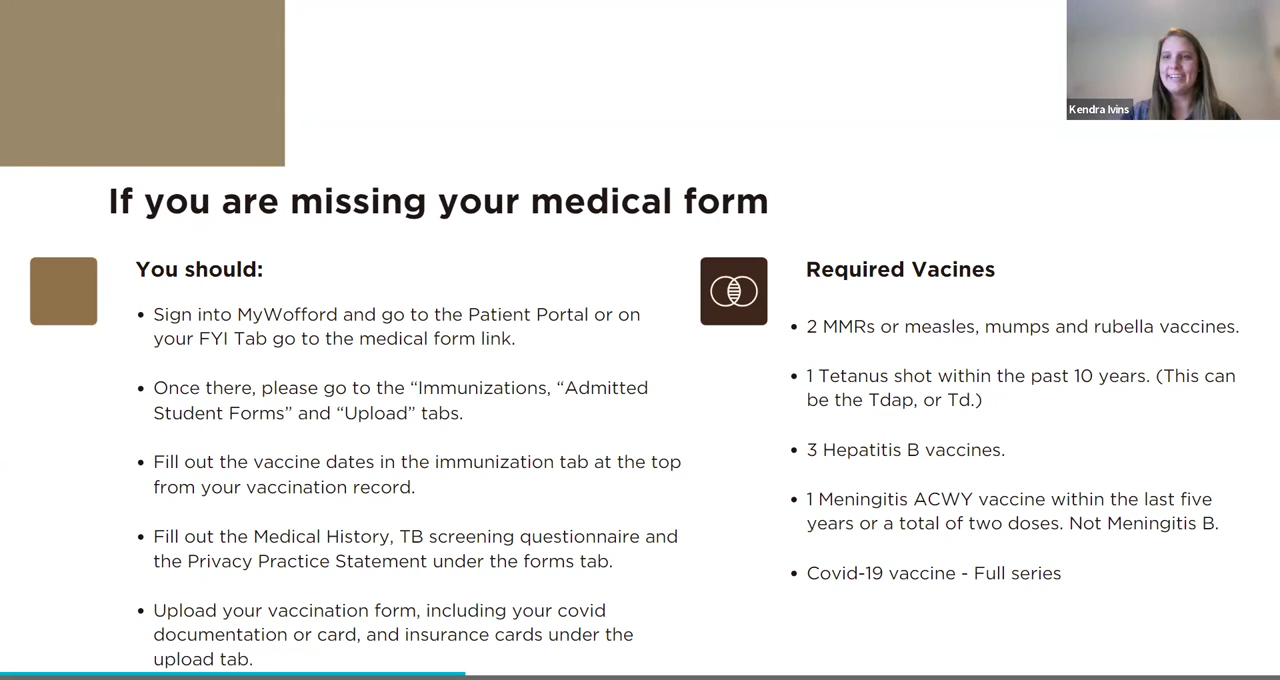 Kendra Ivins
If you are missing your medical form
You should:
• Sign into MyWofford and go to the Patient Portal or on
your FYI Tab go to the medical form link.
• Once there, please go to the “Immunizations, “Admitted
Student Forms” and “Upload” tabs.
• Fill out the vaccine dates in the immunization tab at the top
from your vaccination record.
• Fill out the Medical History, TB screening questionnaire and
the Privacy Practice Statement under the forms tab.
• Upload your vaccination form, including your covid
documentation or card, and insurance cards under the
upload tab.
Required Vacines
• 2 MMRs or measles, mumps and rubella vaccines.
• 1 Tetanus shot within the past 10 years. (This can
be the Tdap, or Td.)
• 3 Hepatitis B vaccines.
• 1 Meningitis ACWY vaccine within the last five
years or a total of two doses. Not Meningitis B.
• Covid-19 vaccine - Full series